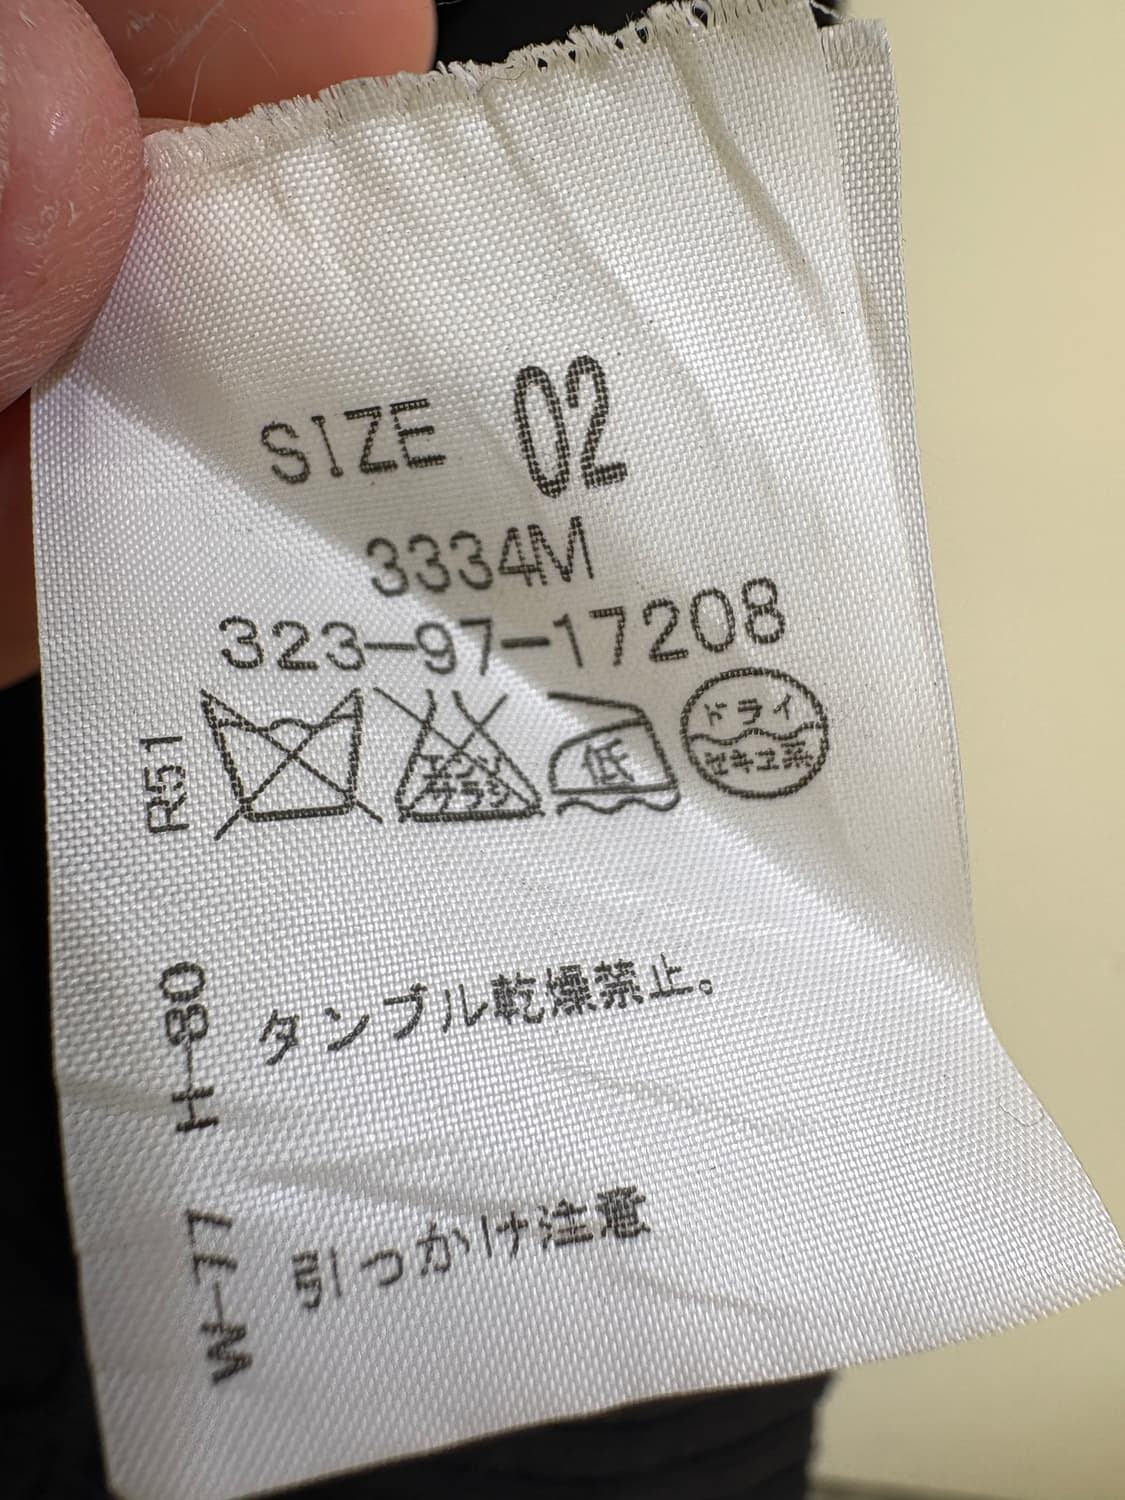 SIZE 02
3334M
323-97-17208
エンソ
サラシ
低
ドライ
セキユ系
R51
タンブル乾燥禁止。
引っかけ注意
H-80
W-77